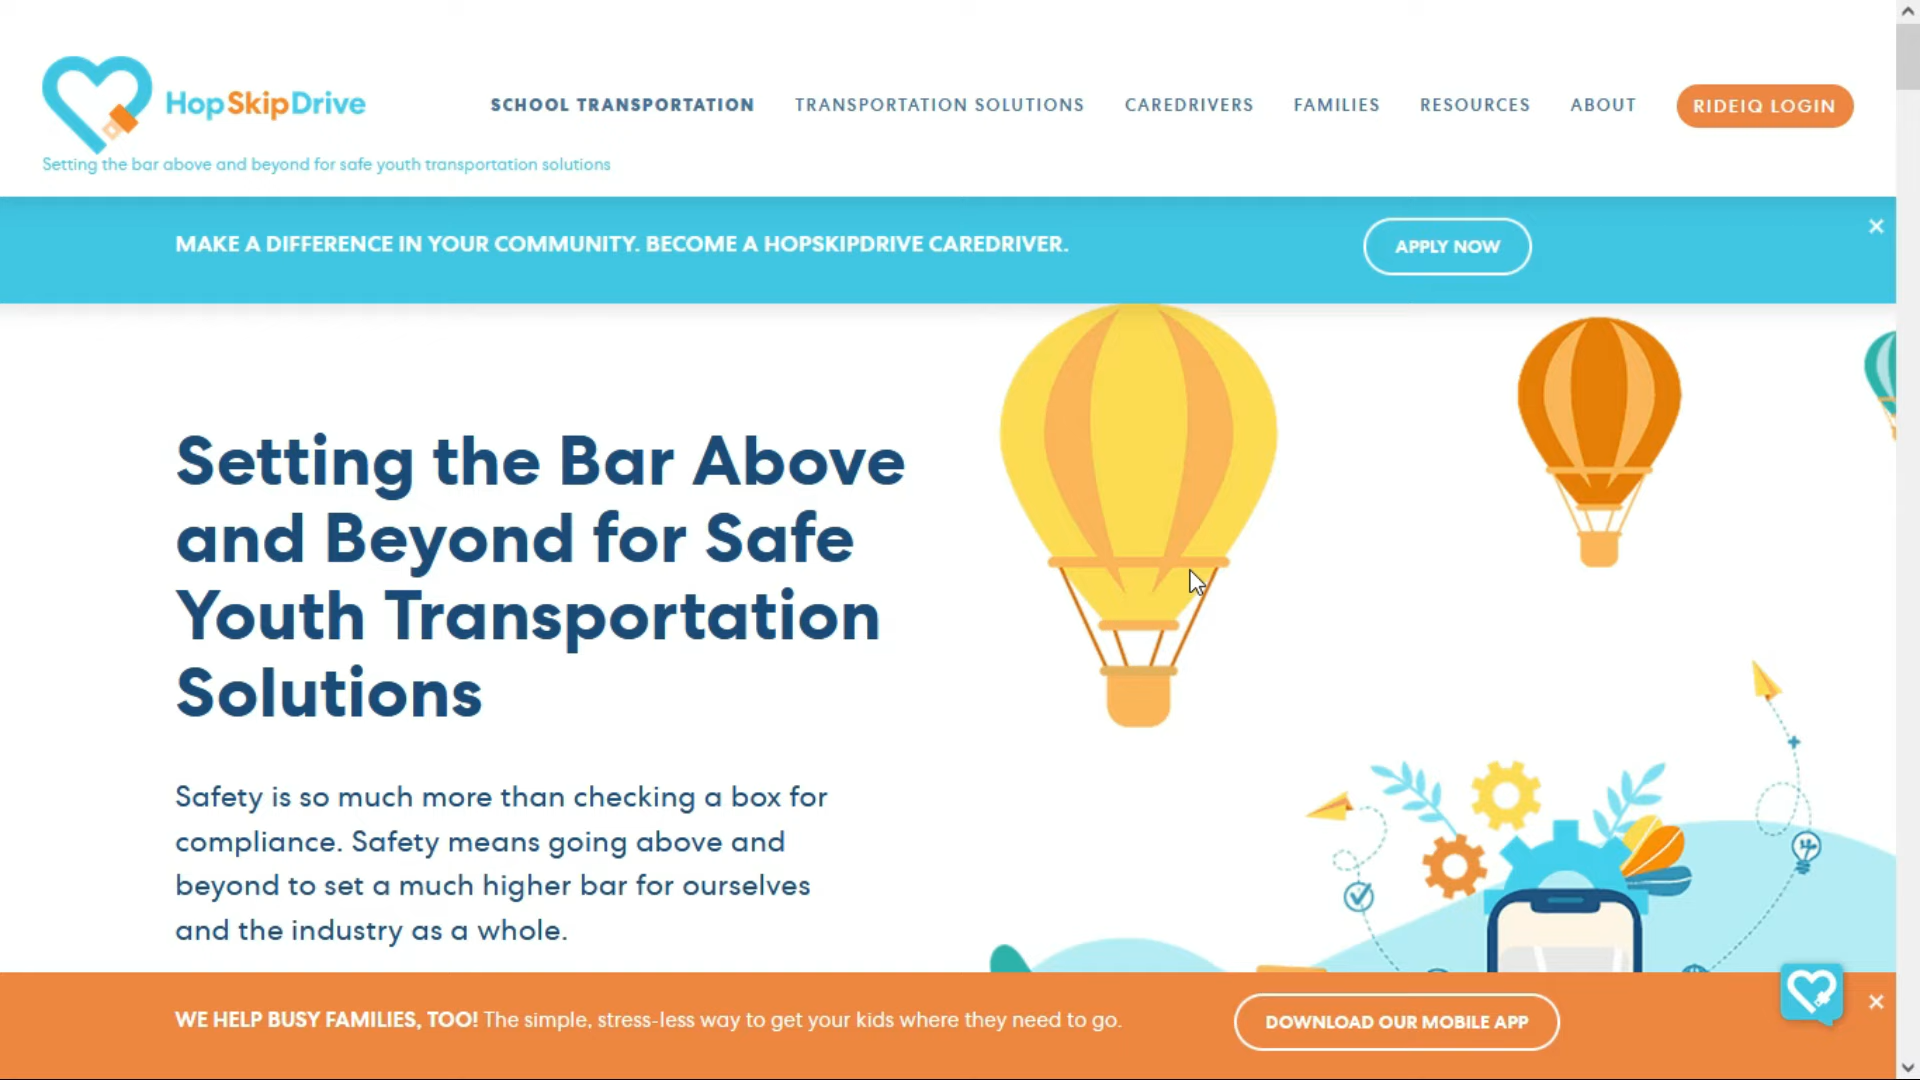 HopSkipDrive
Setting the bar above and beyond for safe youth transportation solutions
SCHOOL TRANSPORTATION TRANSPORTATION SOLUTIONS CAREDRIVERS FAMILIES RESOURCES ABOUT RIDEIQ LOGIN
MAKE A DIFFERENCE IN YOUR COMMUNITY. BECOME A HOPSKIPDRIVE CAREDRIVER. APPLY NOW
Setting the Bar Above
and Beyond for Safe
Youth Transportation
Solutions
Safety is so much more than checking a box for
compliance. Safety means going above and
beyond to set a much higher bar for ourselves
and the industry as a whole.
WE HELP BUSY FAMILIES, TOO! The simple, stress-less way to get your kids where they need to go. DOWNLOAD OUR MOBILE APP